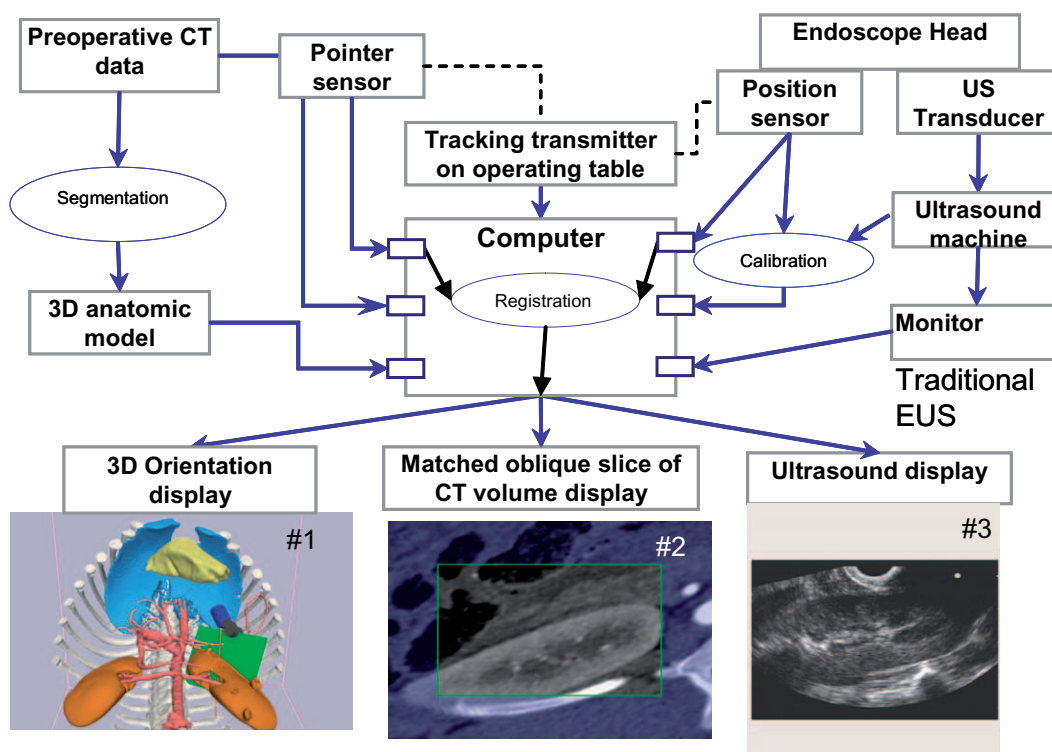 Preoperative CT
data
Pointer
sensor
Endoscope Head
Position
sensor
US
Transducer
Tracking transmitter
on operating table
Segmentation
Computer
Ultrasound
machine
Calibration
Registration
3D anatomic
model
Monitor
Traditional
EUS
3D Orientation
display
Matched oblique slice of
CT volume display
Ultrasound display
#1
#2
#3